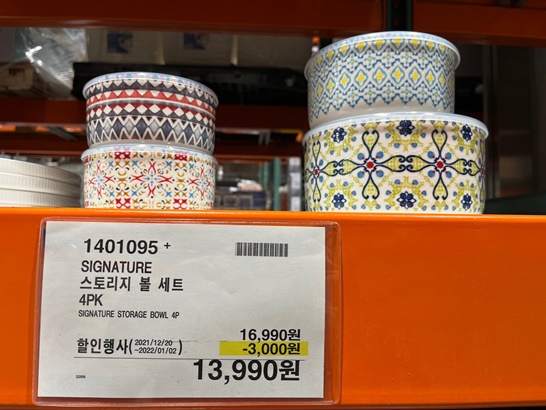 1401095 +
SIGNATURE
스토리지 볼 세트
4PK
SIGNATURE STORAGE BOWL 4P
16,990원
할인행사(2021/12/20 ~2022/01/02) -3,000원
13,990원